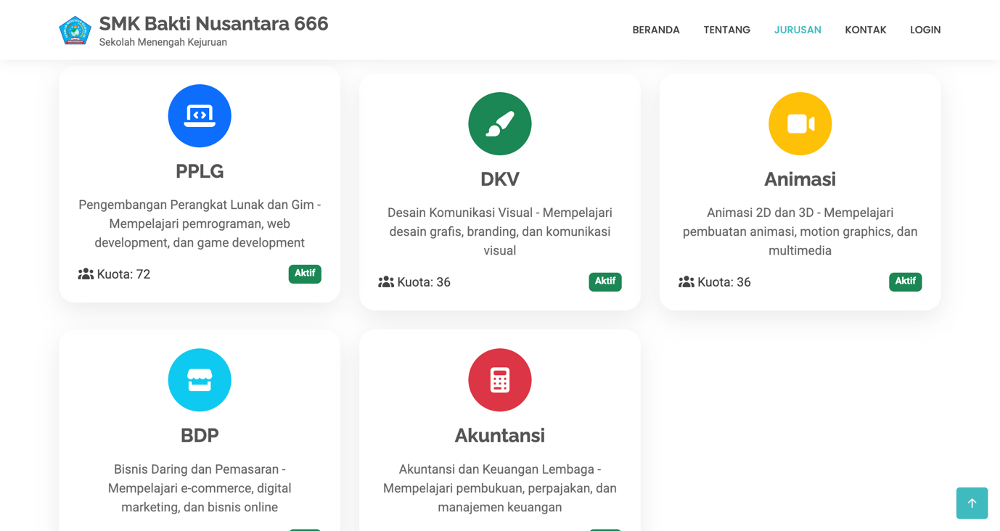 SMK Bakti Nusantara 666
Sekolah Menengah Kejuruan
BERANDA
TENTANG
JURUSAN
KONTAK
LOGIN
PPLG
Pengembangan Perangkat Lunak dan Gim -
Mempelajari pemrograman, web
development, dan game development
Kuota: 72
Aktif
DKV
Desain Komunikasi Visual - Mempelajari
desain grafis, branding, dan komunikasi
visual
Kuota: 36
Aktif
Animasi
Animasi 2D dan 3D - Mempelajari
pembuatan animasi, motion graphics, dan
multimedia
Kuota: 36
Aktif
BDP
Bisnis Daring dan Pemasaran -
Mempelajari e-commerce, digital
marketing, dan bisnis online
Akuntansi
Akuntansi dan Keuangan Lembaga -
Mempelajari pembukuan, perpajakan, dan
manajemen keuangan